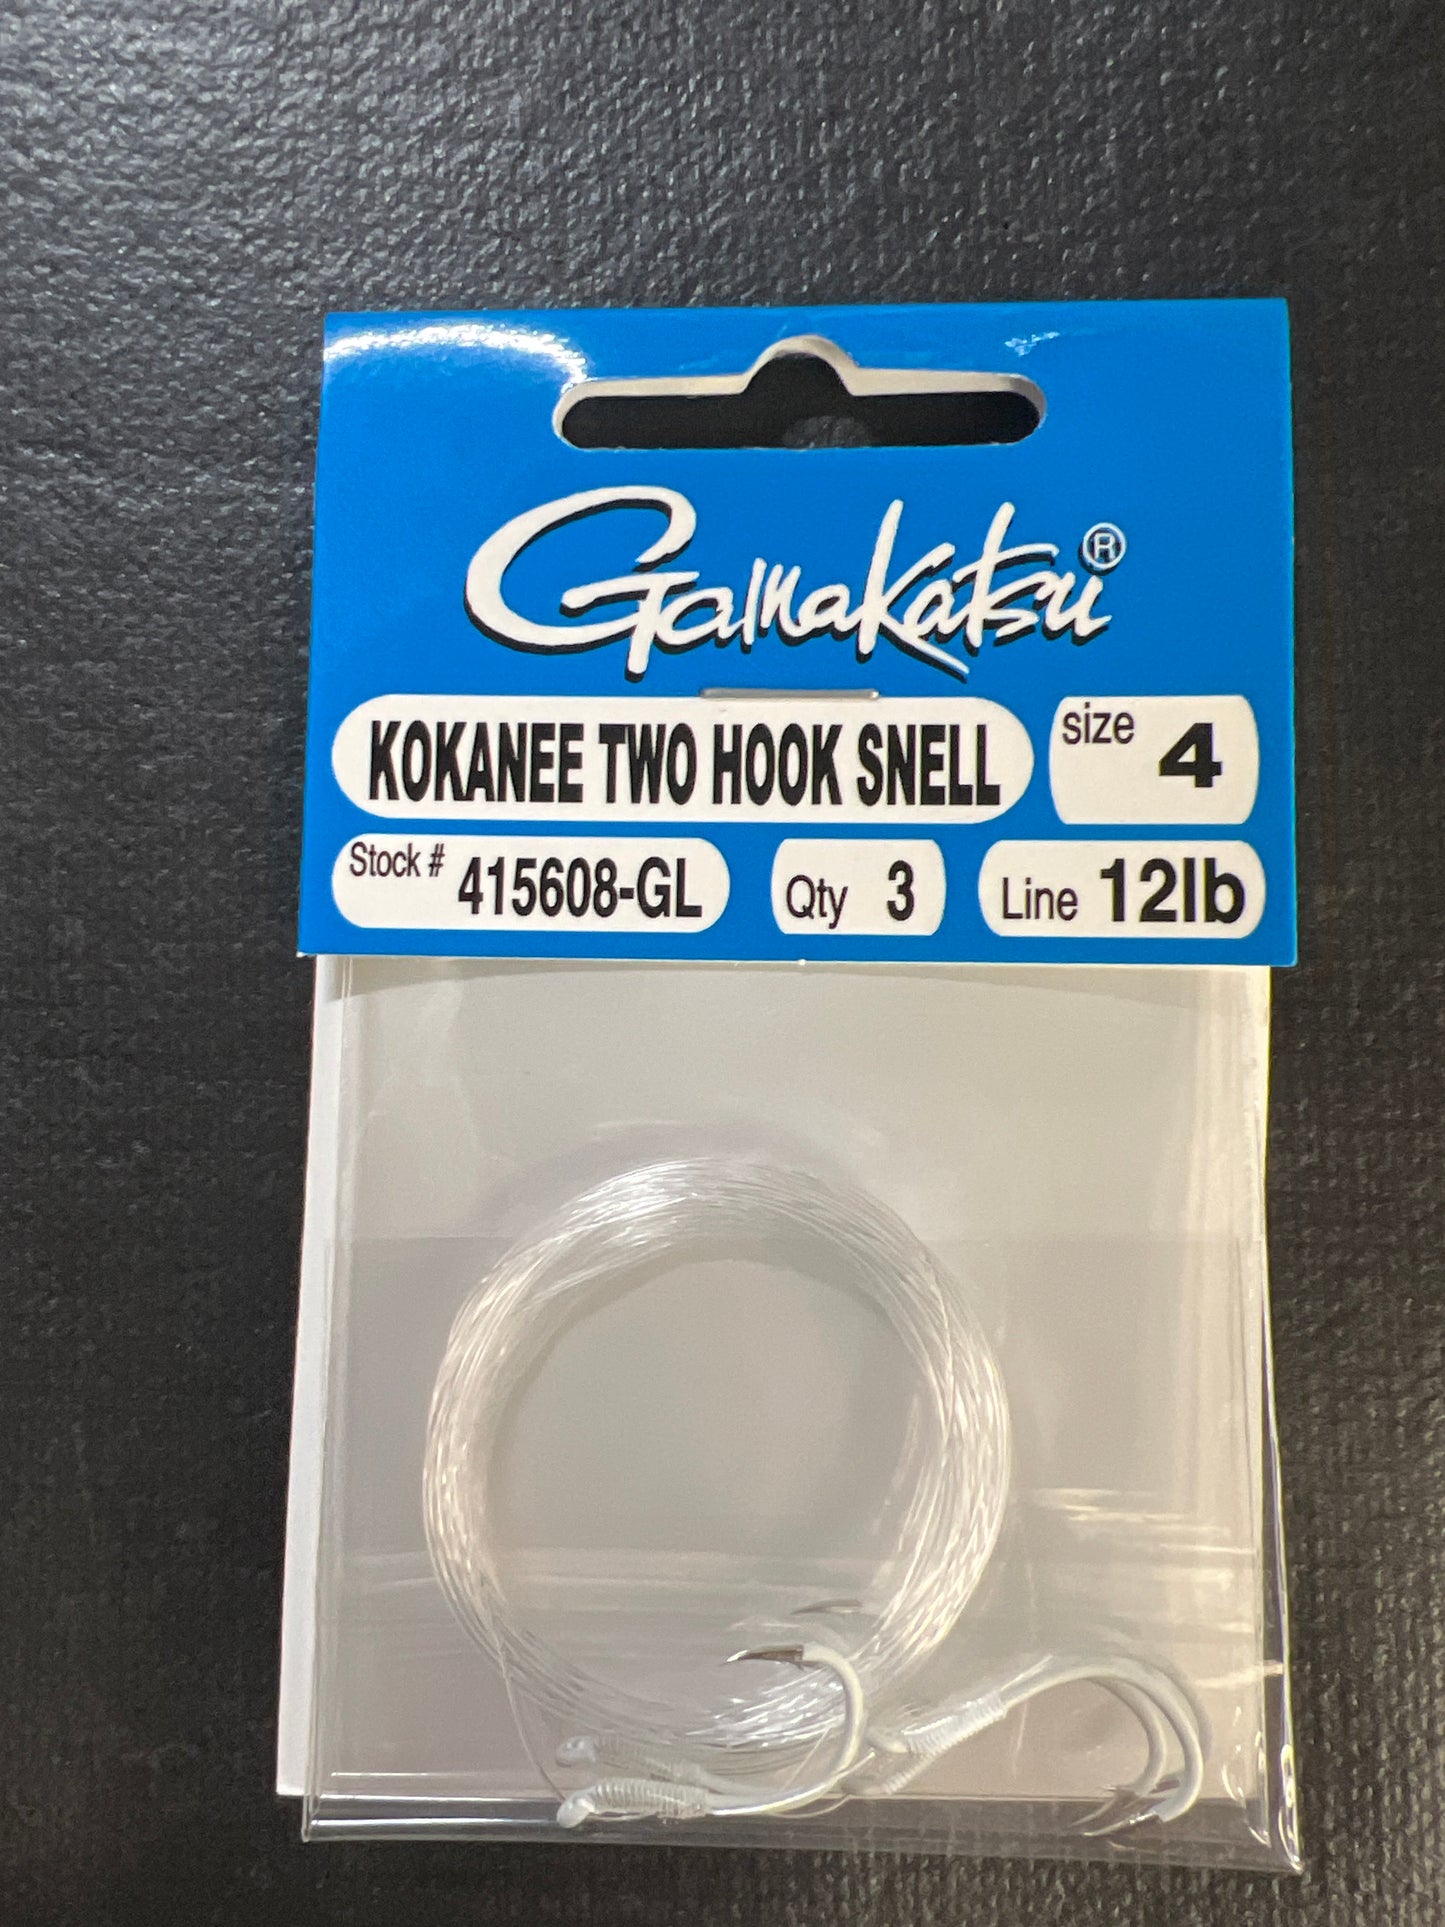 Gamakatsu®
KOKANEE TWO HOOK SNELL
size 4
Stock # 415608-GL
Qty 3
Line 12lb